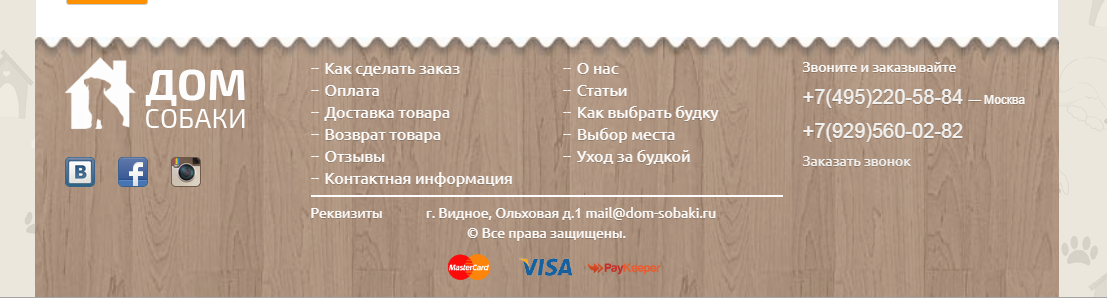 ДОМ
СОБАКИ
B
f
– Как сделать заказ
– Оплата
– Доставка товара
– Возврат товара
– Отзывы
– Контактная информация
– О нас
– Статьи
– Как выбрать будку
– Выбор места
– Уход за будкой
Звоните и заказывайте
+7(495)220-58-84 — Москва
+7(929)560-02-82
Заказать звонок
Реквизиты г. Видное, Ольховая д.1 mail@dom-sobaki.ru
© Все права защищены.
MasterCard VISA PayKeeper